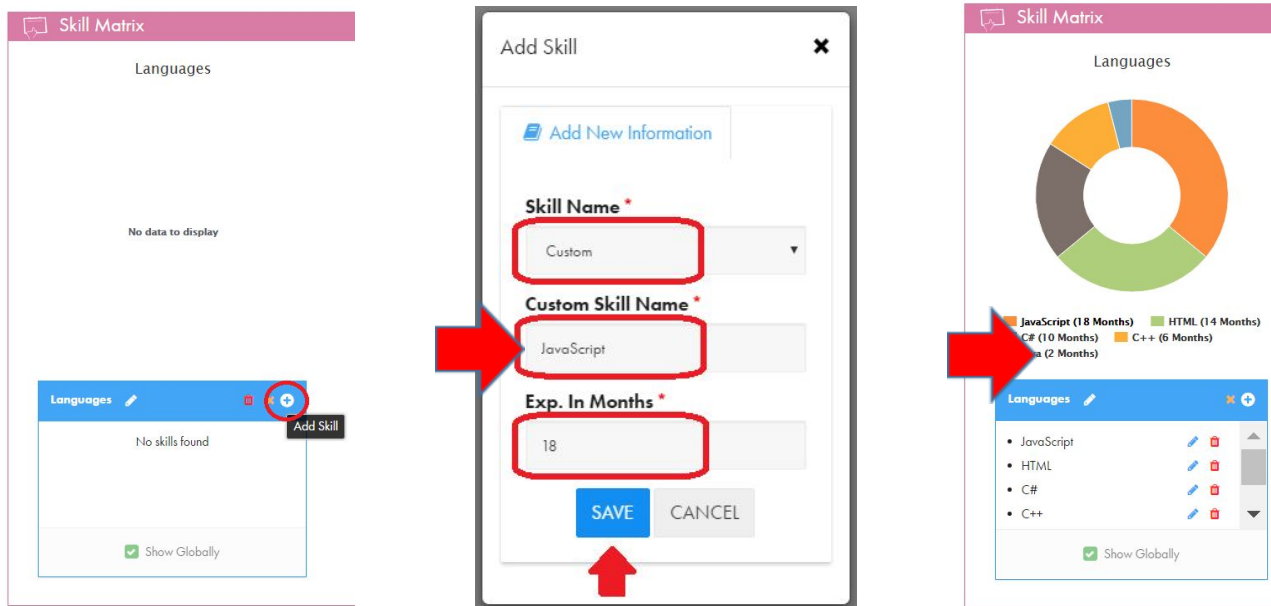 Skill Matrix
Languages
No data to display
Languages
Add Skill
No skills found
Show Globally
Add Skill
Add New Information
Skill Name *
Custom
Custom Skill Name *
JavaScript
Exp. In Months *
18
SAVE CANCEL
Skill Matrix
Languages
JavaScript (18 Months) HTML (14 Months)
C# (10 Months) C++ (6 Months)
(2 Months)
Languages
• JavaScript
• HTML
• C#
• C++
Show Globally